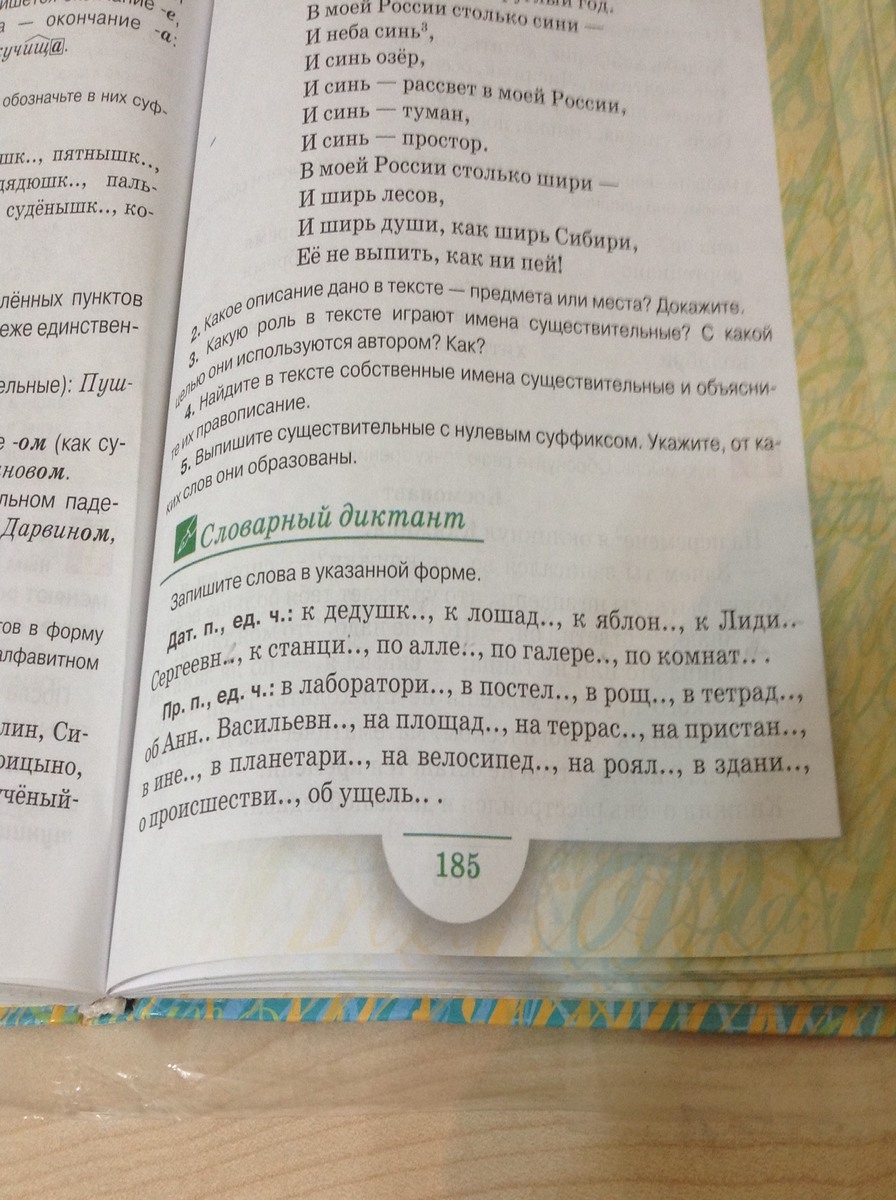 -е,
а — окончание -а:
учища.
обозначьте в них суф-
шк.., пятнышк..,
дядюшк.., паль-
судёнышк.., ко-
лённых пунктов
еже единствен-
ельные): Пуш-
е -ом (как су-
новом.
льном паде-
Дарвином,
тов в форму
алфавитном
лин, Си-
рицыно,
учёный-
год.
В моей России столько сини —
И неба синь³,
И синь озёр,
И синь — рассвет в моей России,
И синь — туман,
И синь — простор.
В моей России столько шири —
И ширь лесов,
И ширь души, как ширь Сибири,
Её не выпить, как ни пей!
2. Какое описание дано в тексте — предмета или места? Докажите.
3. Какую роль в тексте играют имена существительные? С какой
целью они используются автором? Как?
4. Найдите в тексте собственные имена существительные и объясни-
те их правописание.
5. Выпишите существительные с нулевым суффиксом. Укажите, от ка-
ких слов они образованы.
Словарный диктант
Запишите слова в указанной форме.
Дат. п., ед. ч.: к дедушк.., к лошад.., к яблон.., к Лиди..
Сергеевн.., к станци.., по алле.., по галере.., по комнат.. .
Пр. п., ед. ч.: в лаборатори.., в постел.., в рощ.., в тетрад..,
об Анн.. Васильевн.., на площад.., на террас.., на пристан..,
в ине.., в планетари.., на велосипед.., на роял.., в здани..,
о происшестви.., об ущель.. .
185